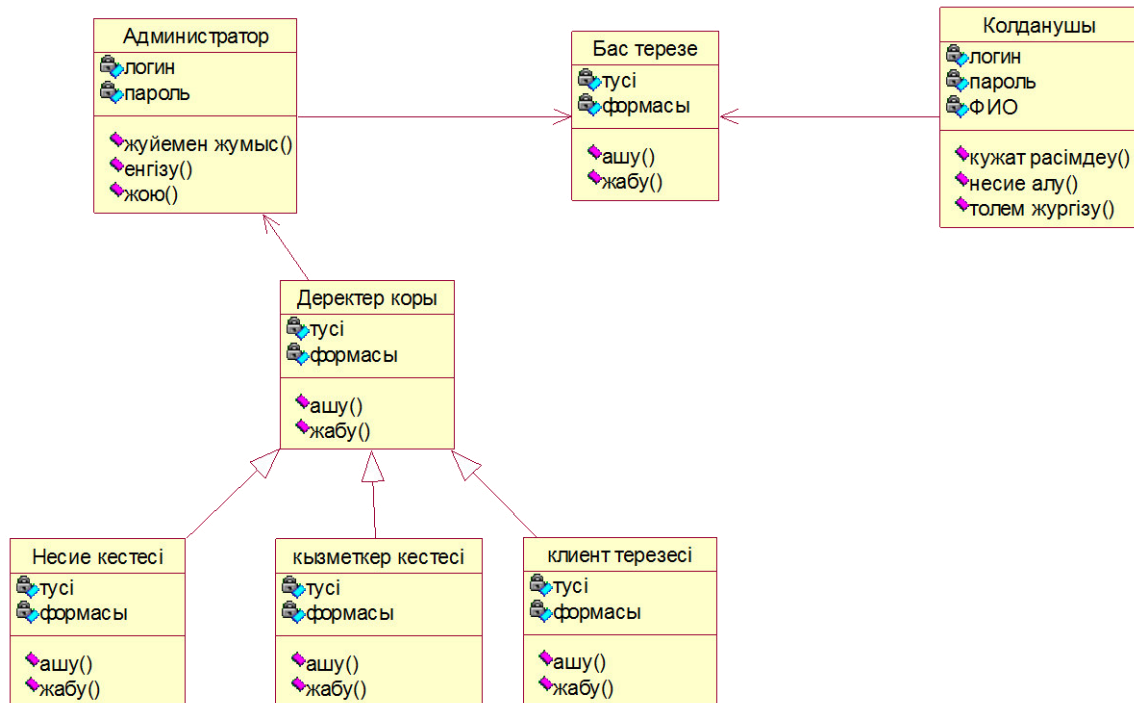 Администратор
логин
пароль
жуйемен жумыс()
енгізу()
жою()
Бас терезе
тусі
формасы
ашу()
жабу()
Колданушы
логин
пароль
ФИО
кужат расімдеу()
несие алу()
толем жургізу()
Деректер коры
тусі
формасы
ашу()
жабу()
Несие кестесі
тусі
формасы
ашу()
жабу()
кызметкер кестесі
тусі
формасы
ашу()
жабу()
клиент терезесі
тусі
формасы
ашу()
жабу()